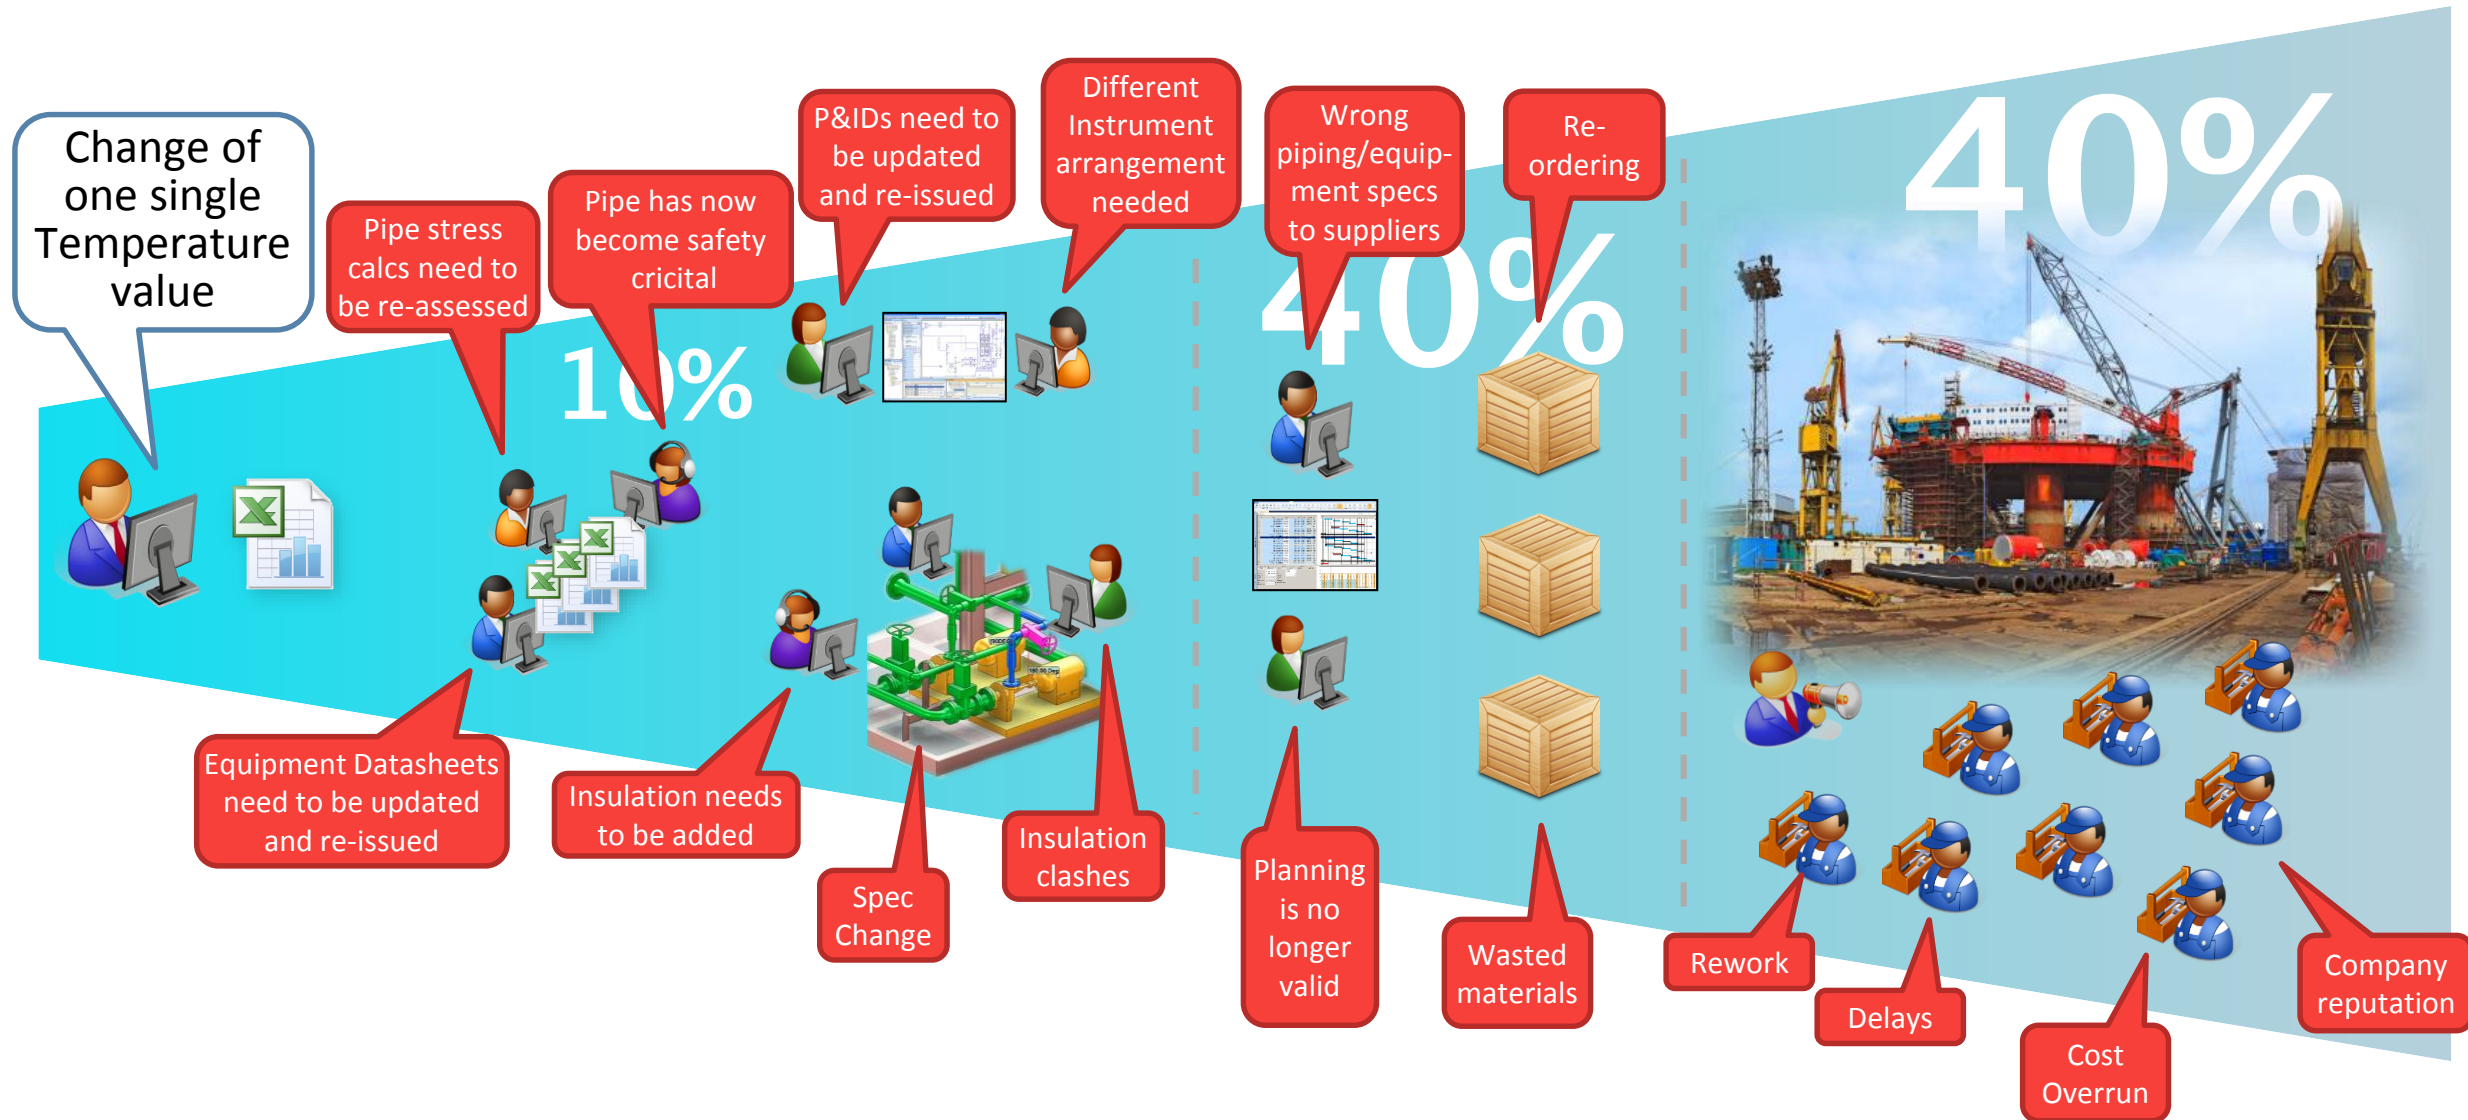 Change of
one single
Temperature
value
Pipe stress
calcs need to
be re-assessed
Pipe has now
become safety
cricital
P&IDs need to
be updated
and re-issued
Different
Instrument
arrangement
needed
Wrong
piping/equip-
ment specs
to suppliers
Re-
ordering
10%
40%
40%
Equipment Datasheets
need to be updated
and re-issued
Insulation needs
to be added
Spec
Change
Insulation
clashes
Planning
is no
longer
valid
Wasted
materials
Rework
Delays
Cost
Overrun
Company
reputation